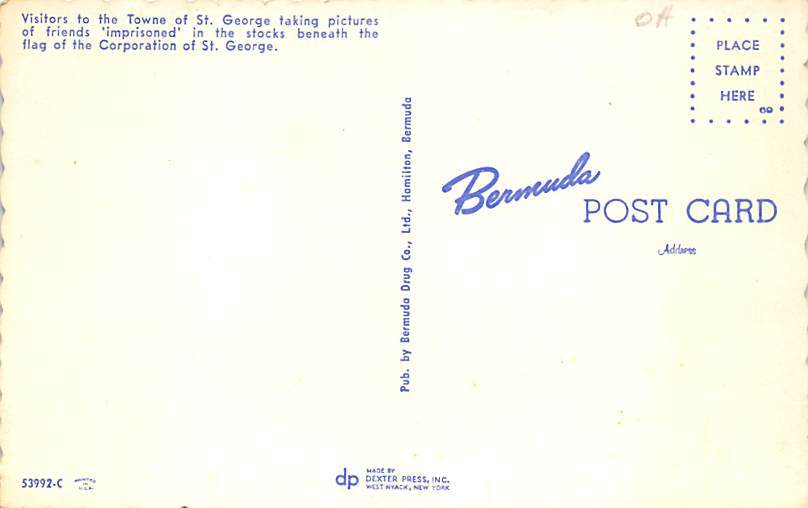 Visitors to the Towne of St. George taking pictures
of friends 'imprisoned' in the stocks beneath the
flag of the Corporation of St. George.
OH
PLACE
STAMP
HERE
Pub. by Bermuda Drug Co., Ltd., Hamilton, Bermuda
Bermuda
POST CARD
Address
53992-C
PRINTED
IN
U.S.A.
dp
MADE BY
DEXTER PRESS, INC.
WEST NYACK, NEW YORK